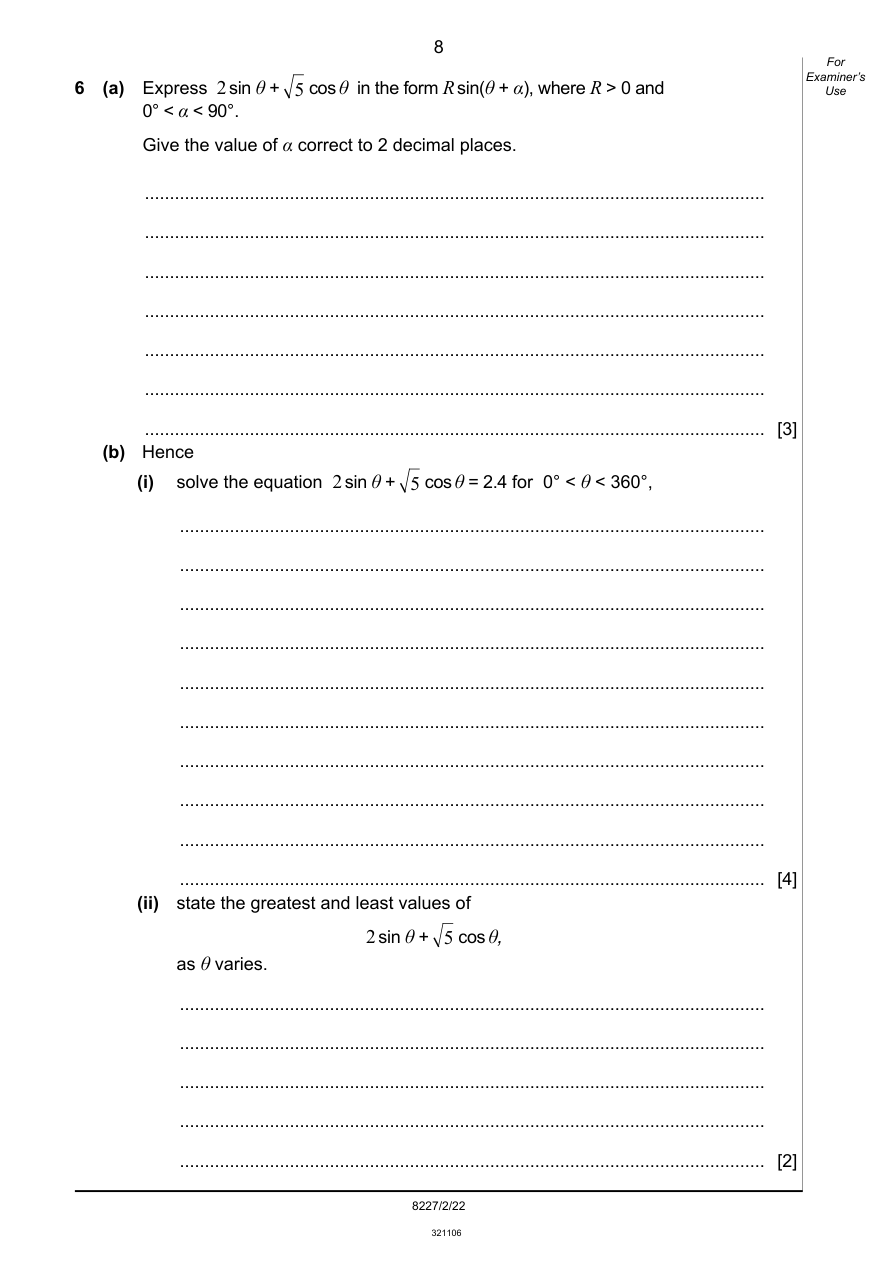 8
For
Examiner's
Use
6 (a) Express 2 sin θ + √5 cos θ in the form R sin(θ + α), where R > 0 and
0° < α < 90°.
Give the value of α correct to 2 decimal places.
[3]
(b) Hence
(i) solve the equation 2 sin θ + √5 cos θ = 2.4 for 0° < θ < 360°,
[4]
(ii) state the greatest and least values of
2 sin θ + √5 cos θ,
as θ varies.
[2]
8227/2/22
321106